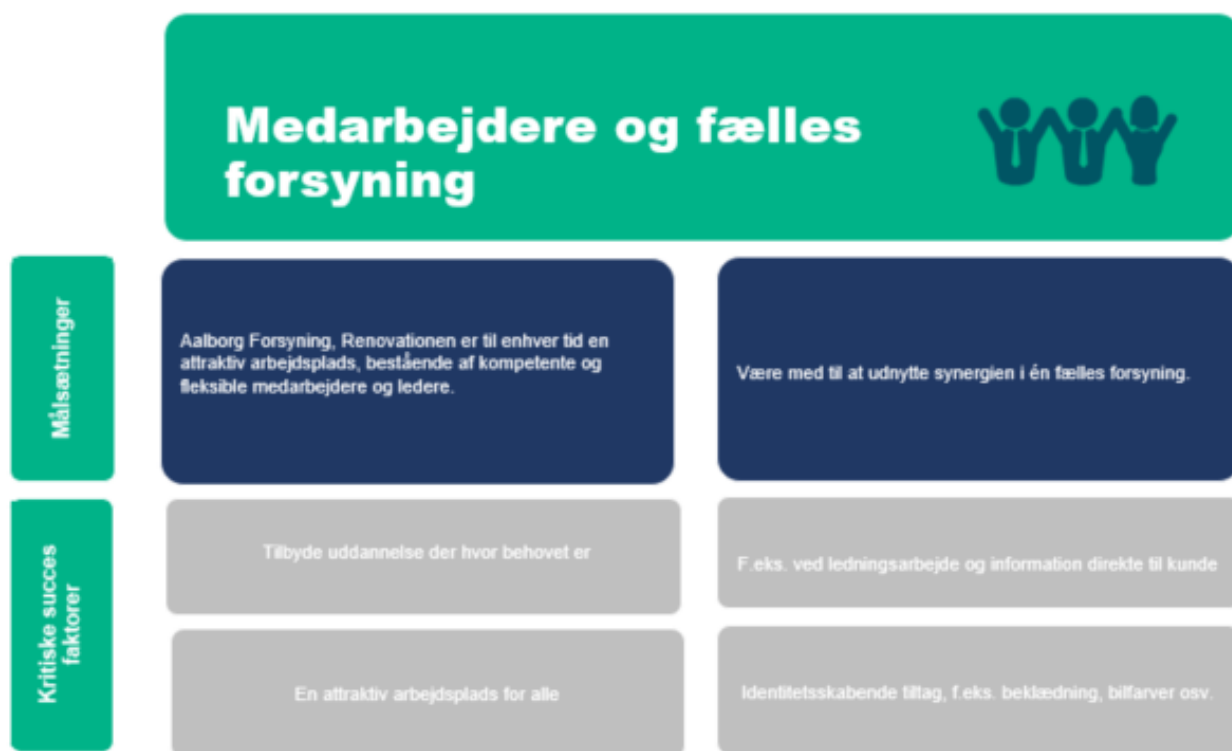 Medarbejdere og fælles
forsyning
Målsætninger
Aalborg Forsyning, Renovationen er til enhver tid en
attraktiv arbejdsplads, bestående af kompetente og
fleksible medarbejdere og ledere.
Være med til at udnytte synergien i én fælles forsyning.
Kritiske succes
faktorer
Tilbyde uddannelse der hvor behovet er
F.eks. ved ledningsarbejde og information direkte til kunde
En attraktiv arbejdsplads for alle
Identitetsskabende tiltag, f.eks. beklædning, bilfarver osv.